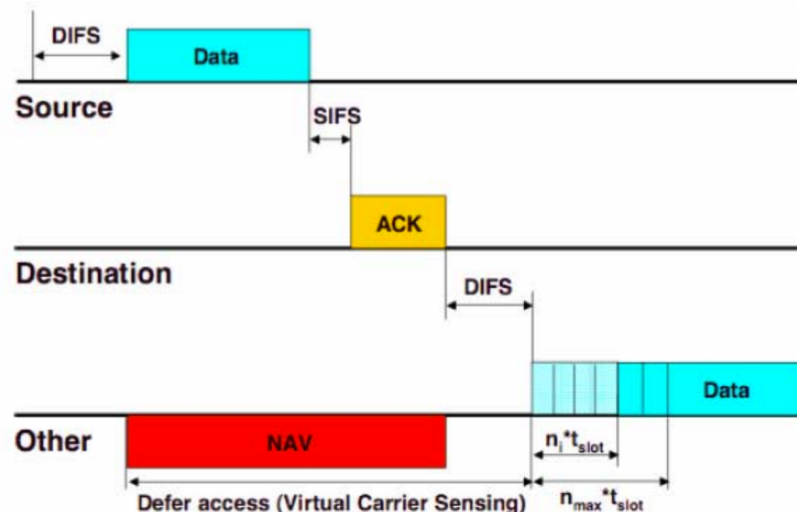 DIFS
Data
Source
SIFS
ACK
Destination
DIFS
Data
Other
NAV
nᵢ*tₛₗₒₜ
Defer access (Virtual Carrier Sensing)
nₘₐₓ*tₛₗₒₜ